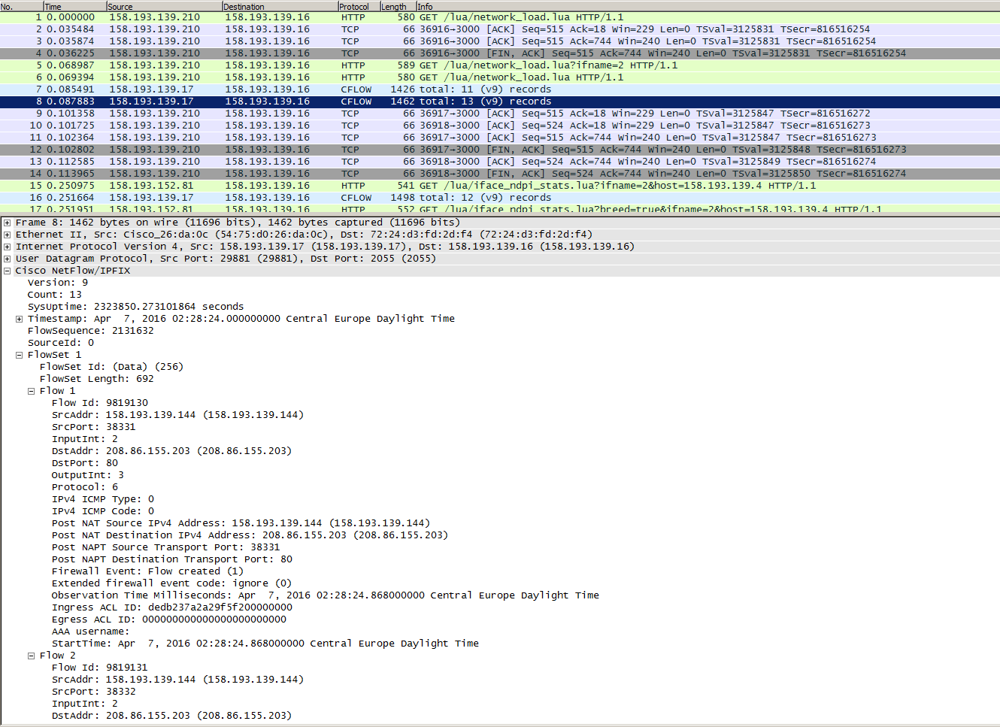 No. Time Source Destination Protocol Length Info
1 0.000000 158.193.139.210 158.193.139.16 HTTP 580 GET /lua/network_load.lua HTTP/1.1
2 0.035484 158.193.139.210 158.193.139.16 TCP 66 36916→3000 [ACK] Seq=515 Ack=18 Win=229 Len=0 TSval=3125831 TSecr=816516254
3 0.035874 158.193.139.210 158.193.139.16 TCP 66 36916→3000 [ACK] Seq=515 Ack=744 Win=240 Len=0 TSval=3125831 TSecr=816516254
4 0.036225 158.193.139.210 158.193.139.16 TCP 66 36916→3000 [FIN, ACK] Seq=515 Ack=744 Win=240 Len=0 TSval=3125831 TSecr=816516254
5 0.068987 158.193.139.210 158.193.139.16 HTTP 589 GET /lua/network_load.lua?ifname=2 HTTP/1.1
6 0.069394 158.193.139.210 158.193.139.16 HTTP 580 GET /lua/network_load.lua HTTP/1.1
7 0.085491 158.193.139.17 158.193.139.16 CFLOW 1426 total: 11 (v9) records
8 0.087883 158.193.139.17 158.193.139.16 CFLOW 1462 total: 13 (v9) records
9 0.101358 158.193.139.210 158.193.139.16 TCP 66 36917→3000 [ACK] Seq=515 Ack=18 Win=229 Len=0 TSval=3125847 TSecr=816516272
10 0.101725 158.193.139.210 158.193.139.16 TCP 66 36918→3000 [ACK] Seq=524 Ack=18 Win=229 Len=0 TSval=3125847 TSecr=816516273
11 0.102364 158.193.139.210 158.193.139.16 TCP 66 36917→3000 [ACK] Seq=515 Ack=744 Win=240 Len=0 TSval=3125847 TSecr=816516273
12 0.102802 158.193.139.210 158.193.139.16 TCP 66 36917→3000 [FIN, ACK] Seq=515 Ack=744 Win=240 Len=0 TSval=3125848 TSecr=816516273
13 0.112585 158.193.139.210 158.193.139.16 TCP 66 36918→3000 [ACK] Seq=524 Ack=744 Win=240 Len=0 TSval=3125849 TSecr=816516274
14 0.113965 158.193.139.210 158.193.139.16 TCP 66 36918→3000 [FIN, ACK] Seq=524 Ack=744 Win=240 Len=0 TSval=3125850 TSecr=816516274
15 0.250975 158.193.152.81 158.193.139.16 HTTP 541 GET /lua/iface_ndpi_stats.lua?ifname=2&host=158.193.139.4 HTTP/1.1
16 0.251664 158.193.139.17 158.193.139.16 CFLOW 1498 total: 12 (v9) records
17 0.251951 158.193.152.81 158.193.139.16 HTTP 552 GET /lua/iface_ndpi_stats.lua?breed=true&ifname=2&host=158.193.139.4 HTTP/1.1
Frame 8: 1462 bytes on wire (11696 bits), 1462 bytes captured (11696 bits)
Ethernet II, Src: Cisco_26:da:0c (54:75:d0:26:da:0c), Dst: 72:24:d3:fd:2d:f4 (72:24:d3:fd:2d:f4)
Internet Protocol Version 4, Src: 158.193.139.17 (158.193.139.17), Dst: 158.193.139.16 (158.193.139.16)
User Datagram Protocol, Src Port: 29881 (29881), Dst Port: 2055 (2055)
Cisco NetFlow/IPFIX
Version: 9
Count: 13
SysUptime: 2323850.273101864 seconds
Timestamp: Apr 7, 2016 02:28:24.000000000 Central Europe Daylight Time
FlowSequence: 2131632
SourceId: 0
FlowSet 1
FlowSet Id: (Data) (256)
FlowSet Length: 692
Flow 1
Flow Id: 9819130
SrcAddr: 158.193.139.144 (158.193.139.144)
SrcPort: 38331
InputInt: 2
DstAddr: 208.86.155.203 (208.86.155.203)
DstPort: 80
OutputInt: 3
Protocol: 6
IPv4 ICMP Type: 0
IPv4 ICMP Code: 0
Post NAT Source IPv4 Address: 158.193.139.144 (158.193.139.144)
Post NAT Destination IPv4 Address: 208.86.155.203 (208.86.155.203)
Post NAPT Source Transport Port: 38331
Post NAPT Destination Transport Port: 80
Firewall Event: Flow created (1)
Extended firewall event code: ignore (0)
Observation Time Milliseconds: Apr 7, 2016 02:28:24.868000000 Central Europe Daylight Time
Ingress ACL ID: dedb237a2a29f5f200000000
Egress ACL ID: 000000000000000000000000
AAA username:
StartTime: Apr 7, 2016 02:28:24.868000000 Central Europe Daylight Time
Flow 2
Flow Id: 9819131
SrcAddr: 158.193.139.144 (158.193.139.144)
SrcPort: 38332
InputInt: 2
DstAddr: 208.86.155.203 (208.86.155.203)